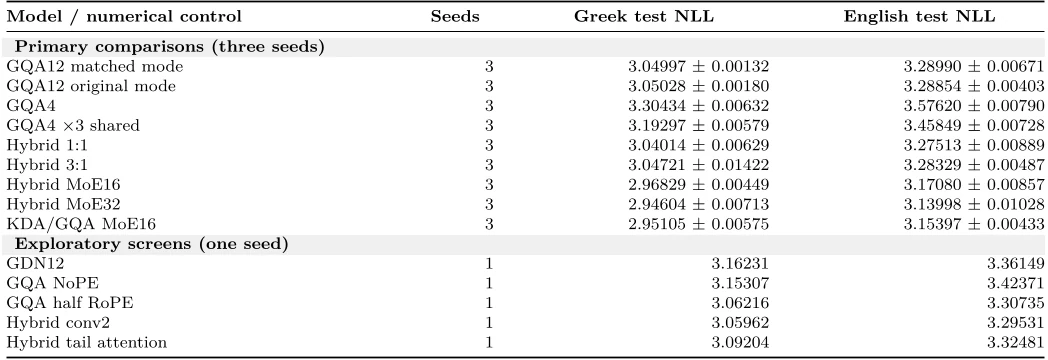 Model / numerical control Seeds Greek test NLL English test NLL
Primary comparisons (three seeds)
GQA12 matched mode 3 3.04997 ± 0.00132 3.28990 ± 0.00671
GQA12 original mode 3 3.05028 ± 0.00180 3.28854 ± 0.00403
GQA4 3 3.30434 ± 0.00632 3.57620 ± 0.00790
GQA4 ×3 shared 3 3.19297 ± 0.00579 3.45849 ± 0.00728
Hybrid 1:1 3 3.04014 ± 0.00629 3.27513 ± 0.00889
Hybrid 3:1 3 3.04721 ± 0.01422 3.28329 ± 0.00487
Hybrid MoE16 3 2.96829 ± 0.00449 3.17080 ± 0.00857
Hybrid MoE32 3 2.94604 ± 0.00713 3.13998 ± 0.01028
KDA/GQA MoE16 3 2.95105 ± 0.00575 3.15397 ± 0.00433
Exploratory screens (one seed)
GDN12 1 3.16231 3.36149
GQA NoPE 1 3.15307 3.42371
GQA half RoPE 1 3.06216 3.30735
Hybrid conv2 1 3.05962 3.29531
Hybrid tail attention 1 3.09204 3.32481